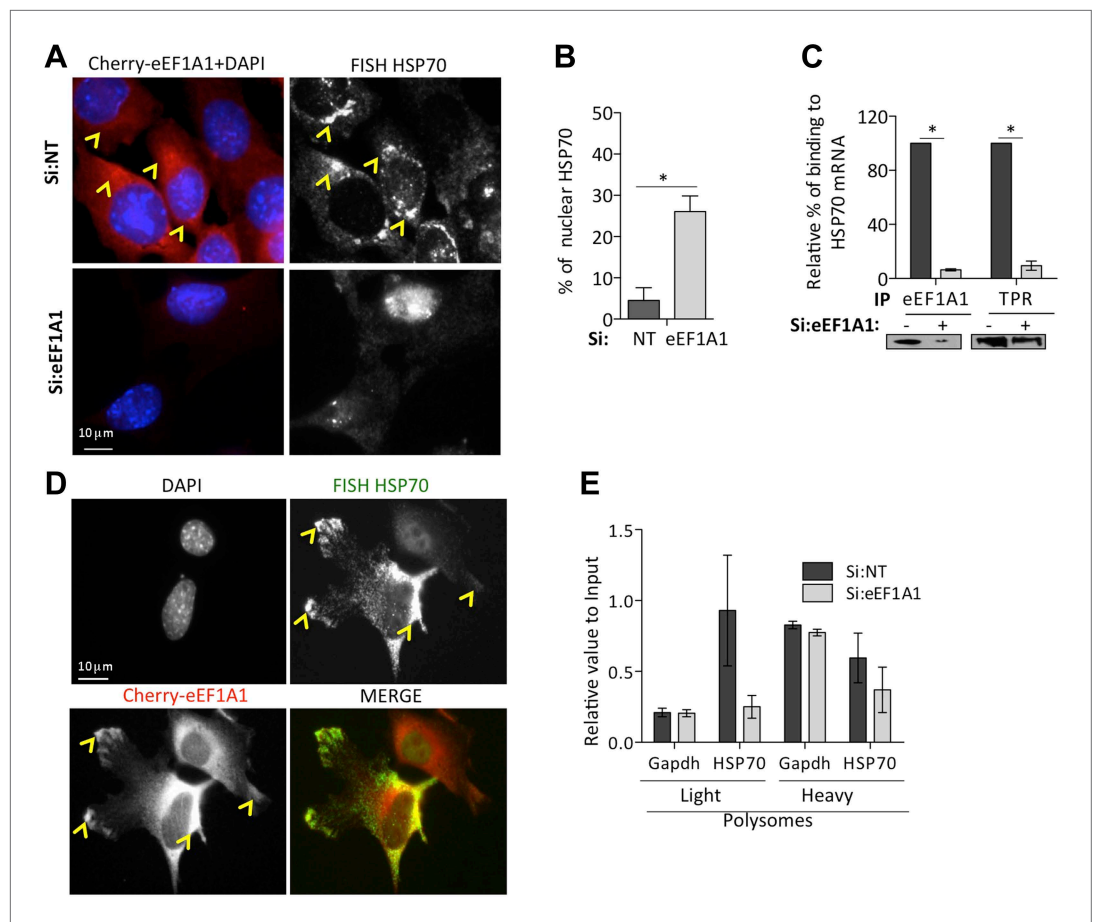 A
Cherry-eEF1A1+DAPI
FISH HSP70
Si:NT
Si:eEF1A1
10 μm
B
% of nuclear HSP70
50
40
30
20
10
0
*
Si: NT eEF1A1
C
Relative % of binding to
HSP70 mRNA
120
80
40
0
*
*
IP eEF1A1 TPR
Si:eEF1A1: - + - +
D
DAPI
FISH HSP70
10 μm
Cherry-eEF1A1
MERGE
E
Relative value to Input
1.5
1.0
0.5
0.0
Si:NT
Si:eEF1A1
Gapdh HSP70 Gapdh HSP70
Light Heavy
Polysomes